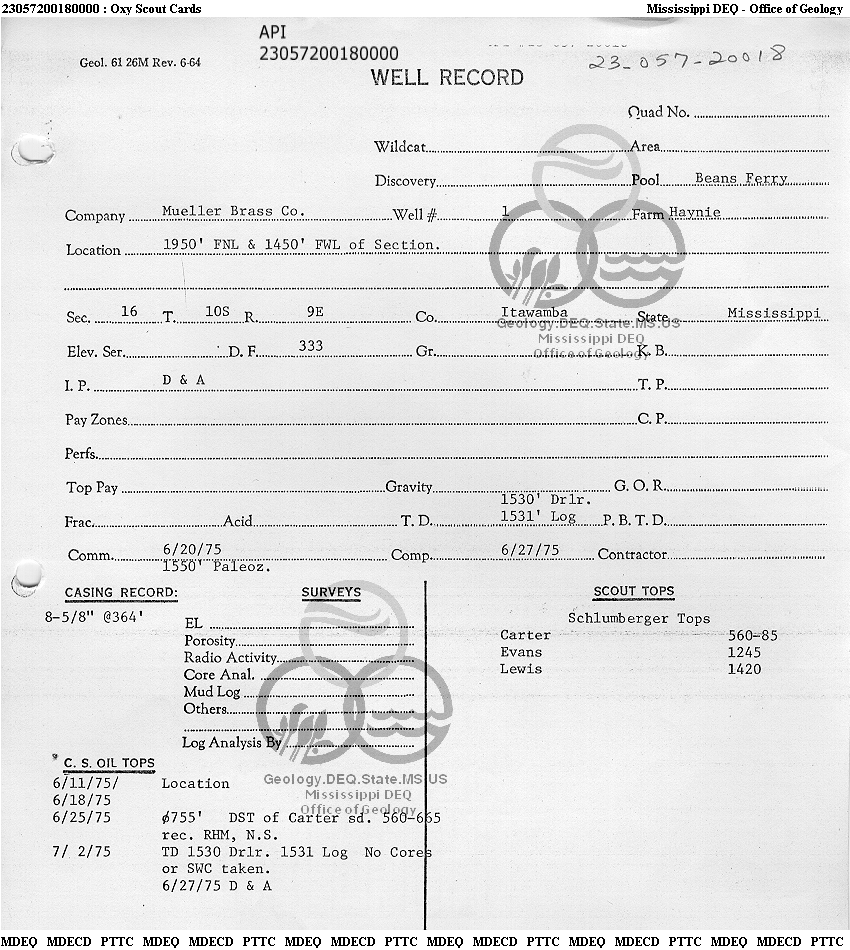 23057200180000 : Oxy Scout Cards Mississippi DEQ - Office of Geology
API
23057200180000
Geol. 61 26M Rev. 6-64
23-057-20018
WELL RECORD
Quad No.
Wildcat Area
Discovery Pool Beans Ferry
Company Mueller Brass Co. Well # 1 Farm Haynie
Location 1950' FNL & 1450' FWL of Section.
Sec. 16 T. 10S R. 9E Co. Itawamba State Mississippi
Geology.DEQ.State.MS.US
Mississippi DEQ
Office of Geology
Elev. Ser. D. F. 333 Gr. K. B.
I. P. D & A T. P.
Pay Zones C. P.
Perfs.
Top Pay Gravity G. O. R.
1530' Drlr.
Frac. Acid T. D. 1531' Log P. B. T. D.
Comm. 6/20/75 Comp. 6/27/75 Contractor
1550' Paleoz.
CASING RECORD: SURVEYS SCOUT TOPS
8-5/8" @364'
EL
Porosity
Radio Activity
Core Anal.
Mud Log
Others
Log Analysis By
Schlumberger Tops
Carter 560-85
Evans 1245
Lewis 1420
C. S. OIL TOPS
Geology.DEQ.State.MS.US
Mississippi DEQ
Office of Geology
6/11/75/ Location
6/18/75
6/25/75 ∅755' DST of Carter sd. 560-665
rec. RHM, N.S.
7/ 2/75 TD 1530 Drlr. 1531 Log No Cores
or SWC taken.
6/27/75 D & A
MDEQ MDECD PTTC MDEQ MDECD PTTC MDEQ MDECD PTTC MDEQ MDECD PTTC MDEQ MDECD PTTC MDEQ MDECD PTTC